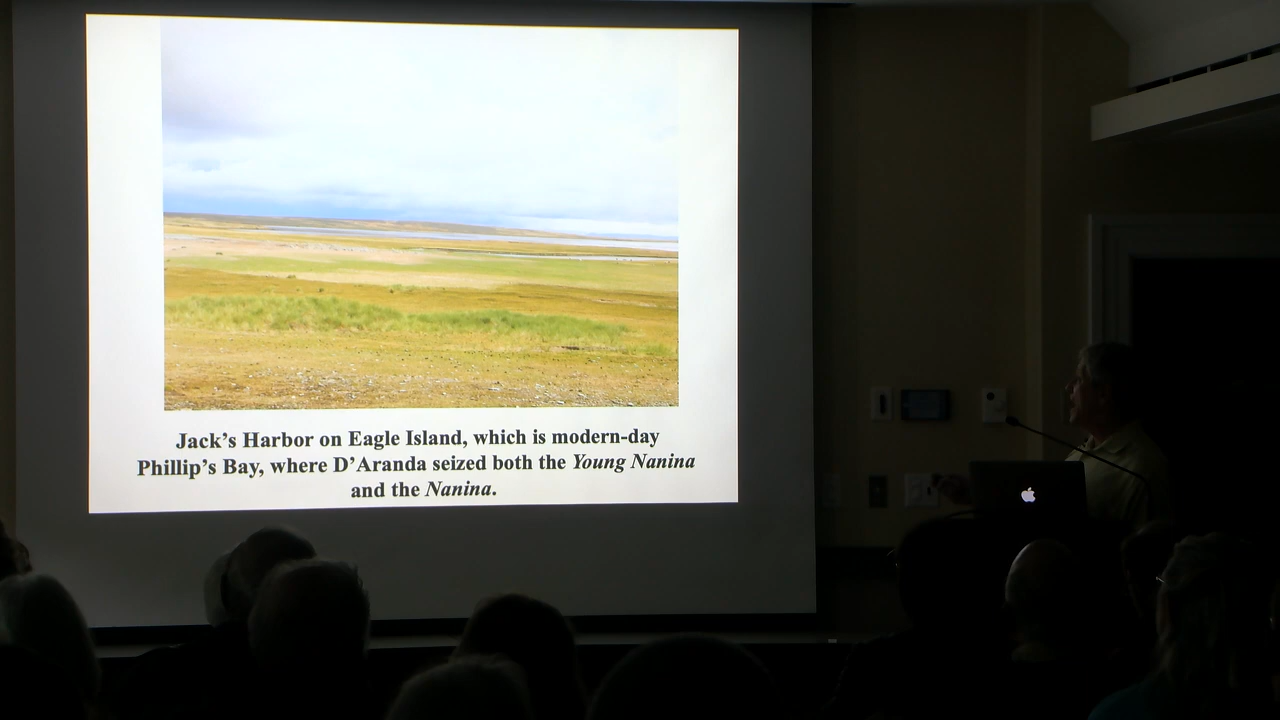 Jack’s Harbor on Eagle Island, which is modern-day
Phillip’s Bay, where D’Aranda seized both the Young Nanina
and the Nanina.